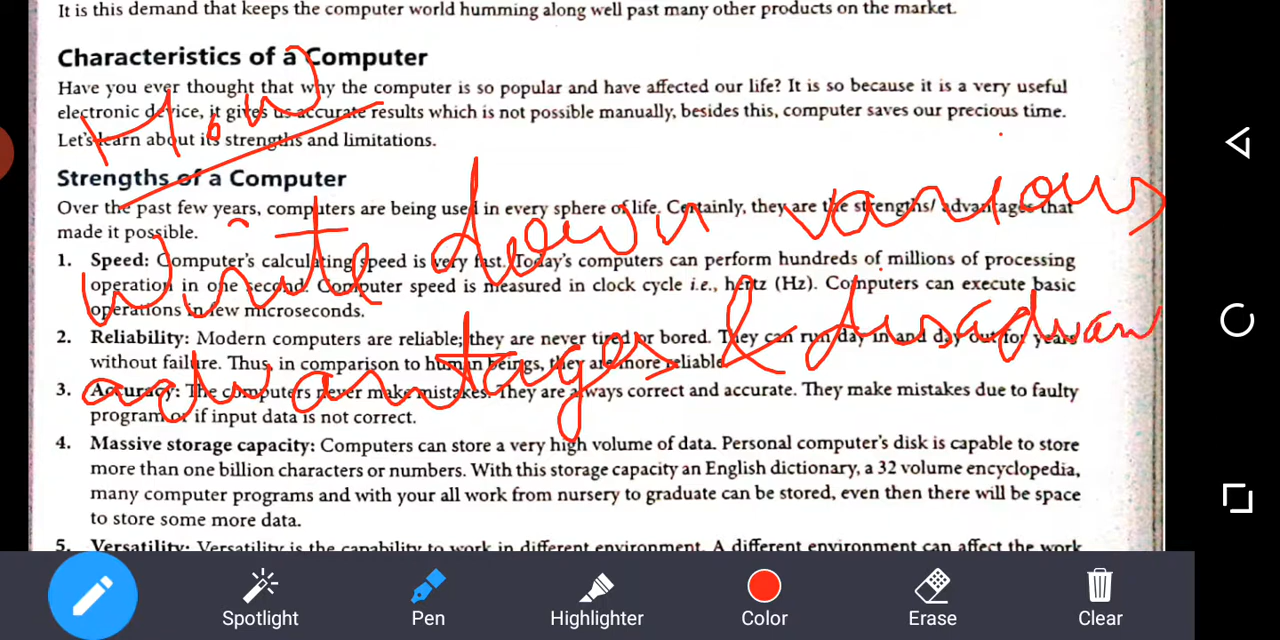 It is this demand that keeps the computer world humming along well past many other products on the market.
Characteristics of a Computer
Have you ever thought that why the computer is so popular and have affected our life? It is so because it is a very useful
electronic device, it gives us accurate results which is not possible manually, besides this, computer saves our precious time.
Let's learn about its strengths and limitations.
H.W
Strengths of a Computer
Over the past few years, computers are being used in every sphere of life. Certainly, they are the strengths/ advantages that
made it possible.
Write down various
1. Speed: Computer's calculating speed is very fast. Today's computers can perform hundreds of millions of processing
operation in one second. Computer speed is measured in clock cycle i.e., hertz (Hz). Computers can execute basic
operations in few microseconds.
advantages & disadvan
2. Reliability: Modern computers are reliable; they are never tired or bored. They can run day in and day out for years
without failure. Thus, in comparison to human beings, they are more reliable.
3. Accuracy: The computers never make mistakes. They are always correct and accurate. They make mistakes due to faulty
program or if input data is not correct.
4. Massive storage capacity: Computers can store a very high volume of data. Personal computer's disk is capable to store
more than one billion characters or numbers. With this storage capacity an English dictionary, a 32 volume encyclopedia,
many computer programs and with your all work from nursery to graduate can be stored, even then there will be space
to store some more data.
5. Versatility: Versatility is the capability to work in different environment. A different environment can affect the work
Spotlight
Pen
Highlighter
Color
Erase
Clear